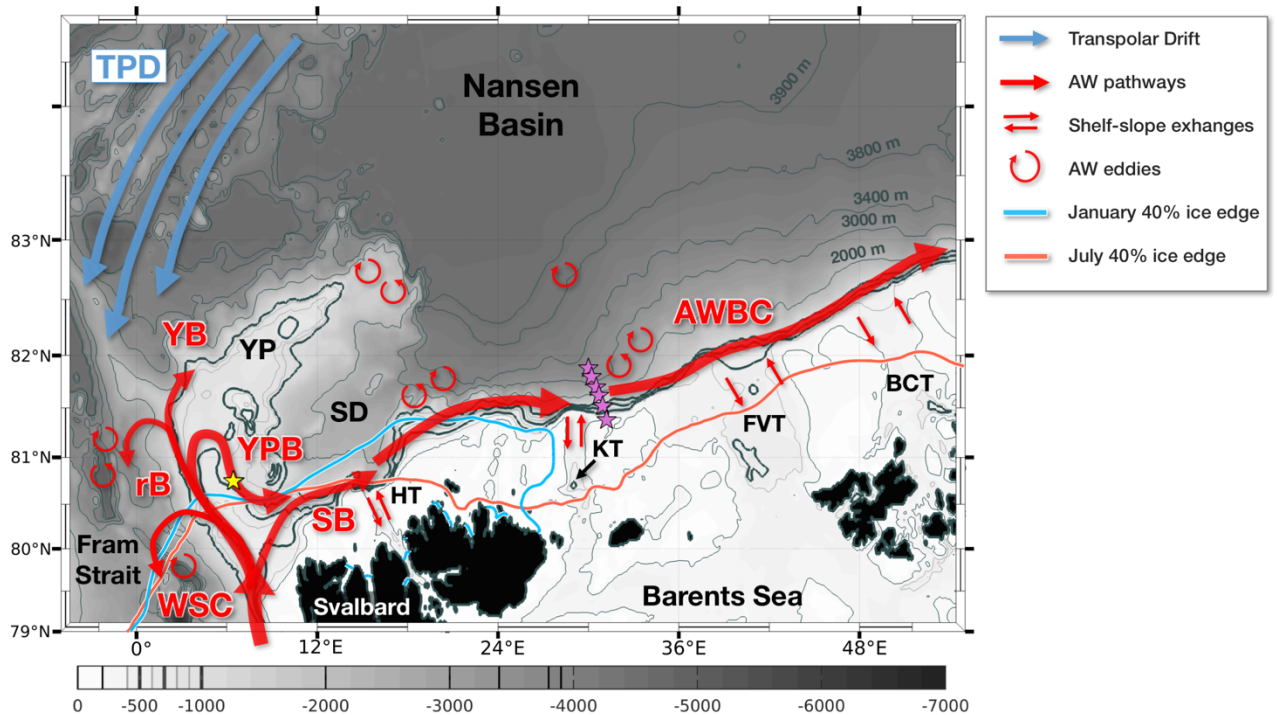 TPD
Nansen
Basin
3900 m
3800 m
3400 m
3000 m
2000 m
YB
YP
AWBC
SD
BCT
YPB
KT
FVT
rB
HT
SB
Fram
Strait
WSC
Svalbard
Barents Sea
83°N
82°N
81°N
80°N
79°N
0° 12°E 24°E 36°E 48°E
0 -500 -1000 -2000 -3000 -4000 -5000 -6000 -7000
Transpolar Drift
AW pathways
Shelf-slope exhanges
AW eddies
January 40% ice edge
July 40% ice edge